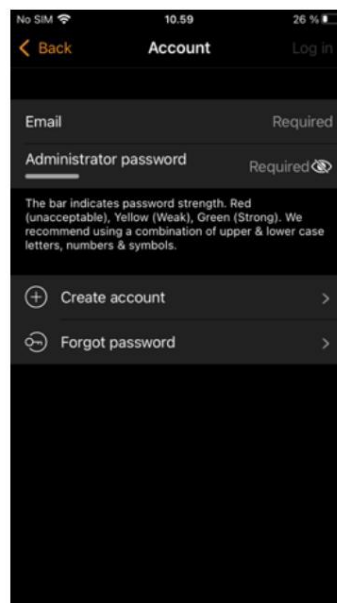 No SIM 10.59 26 %
Back Account Log in
Email Required
Administrator password Required
The bar indicates password strength. Red
(unacceptable), Yellow (Weak), Green (Strong). We
recommend using a combination of upper & lower case
letters, numbers & symbols.
Create account
Forgot password